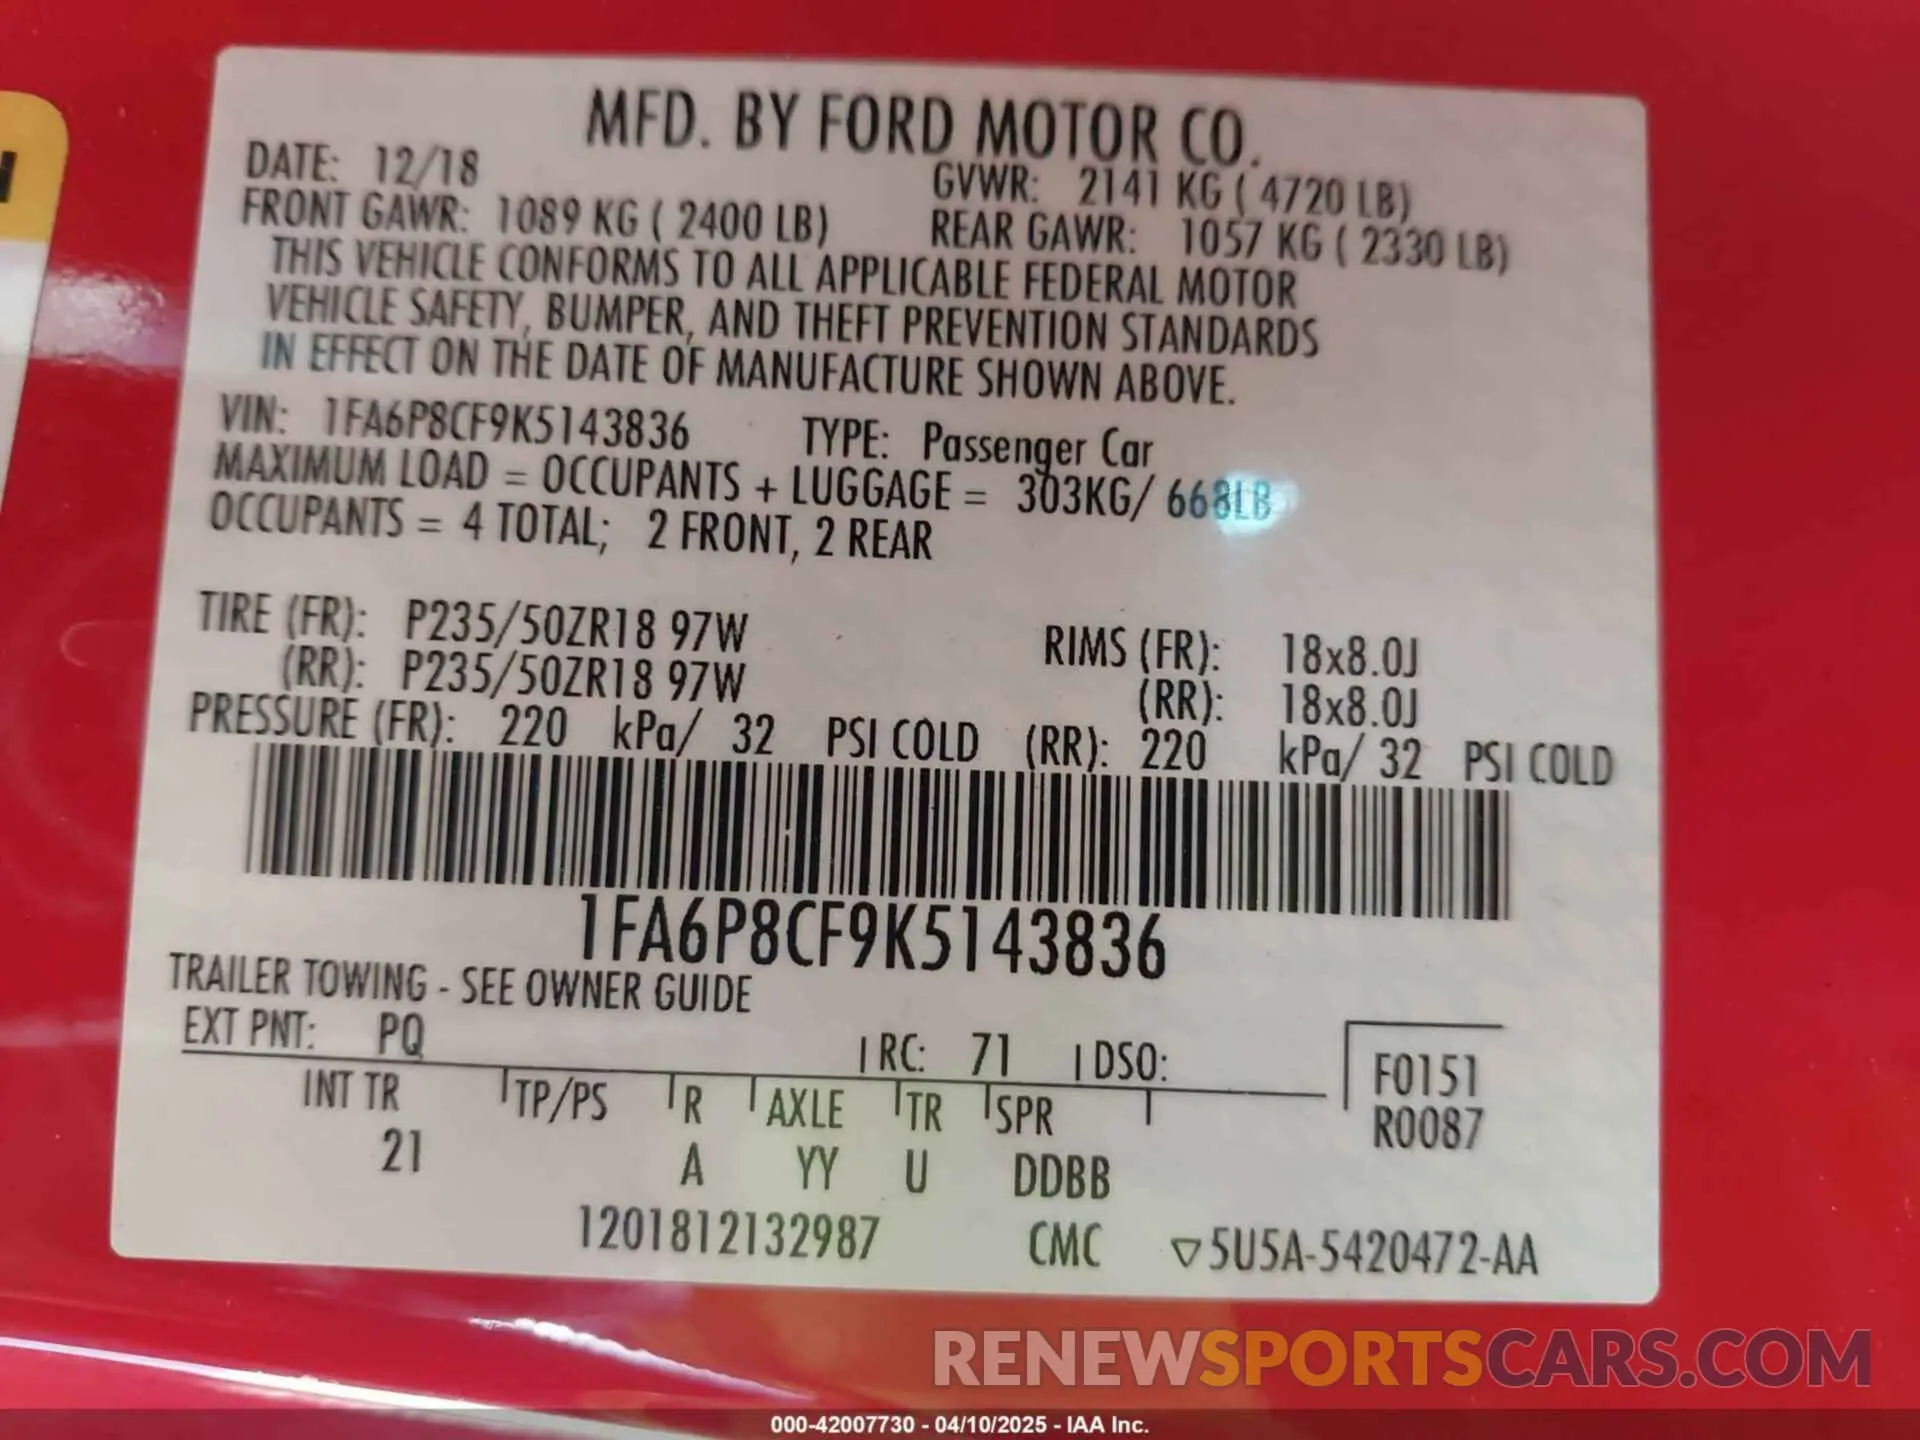 MFD. BY FORD MOTOR CO.
DATE: 12/18 GVWR: 2141 KG ( 4720 LB)
FRONT GAWR: 1089 KG ( 2400 LB) REAR GAWR: 1057 KG ( 2330 LB)
THIS VEHICLE CONFORMS TO ALL APPLICABLE FEDERAL MOTOR
VEHICLE SAFETY, BUMPER, AND THEFT PREVENTION STANDARDS
IN EFFECT ON THE DATE OF MANUFACTURE SHOWN ABOVE.
VIN: 1FA6P8CF9K5143836 TYPE: Passenger Car
MAXIMUM LOAD = OCCUPANTS + LUGGAGE = 303KG/ 668LB
OCCUPANTS = 4 TOTAL; 2 FRONT, 2 REAR
TIRE (FR): P235/50ZR18 97W RIMS (FR): 18x8.0J
(RR): P235/50ZR18 97W (RR): 18x8.0J
PRESSURE (FR): 220 kPa/ 32 PSI COLD (RR): 220 kPa/ 32 PSI COLD
1FA6P8CF9K5143836
TRAILER TOWING - SEE OWNER GUIDE
EXT PNT: PQ RC: 71 DSO: F0151
INT TR TP/PS R AXLE TR SPR R0087
21 A YY U DDBB
1201812132987 CMC ▽5U5A-5420472-AA
RENEWSPORTSCARS.COM
000-42007730 - 04/10/2025 - IAA Inc.